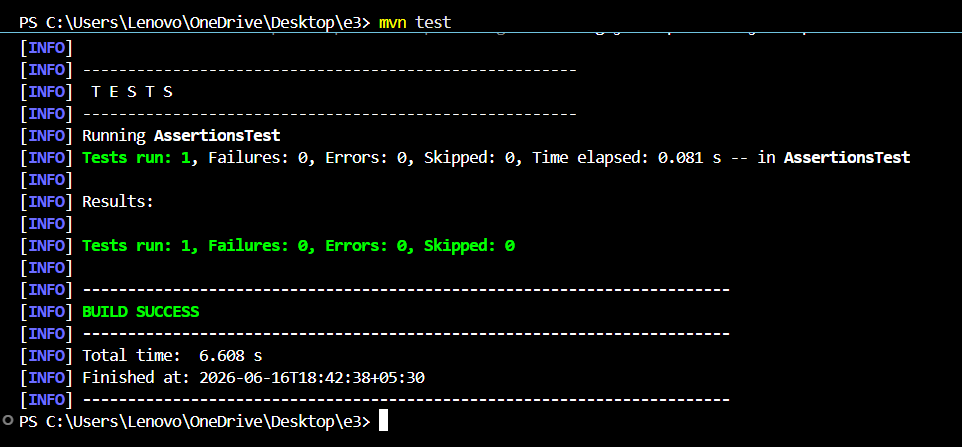 PS C:\Users\Lenovo\OneDrive\Desktop\e3> mvn test
[INFO]
[INFO] -------------------------------------------------------
[INFO]  T E S T S
[INFO] -------------------------------------------------------
[INFO] Running AssertionsTest
[INFO] Tests run: 1, Failures: 0, Errors: 0, Skipped: 0, Time elapsed: 0.081 s -- in AssertionsTest
[INFO]
[INFO] Results:
[INFO]
[INFO] Tests run: 1, Failures: 0, Errors: 0, Skipped: 0
[INFO]
[INFO] ------------------------------------------------------------------------
[INFO] BUILD SUCCESS
[INFO] ------------------------------------------------------------------------
[INFO] Total time:  6.608 s
[INFO] Finished at: 2026-06-16T18:42:38+05:30
[INFO] ------------------------------------------------------------------------
PS C:\Users\Lenovo\OneDrive\Desktop\e3>